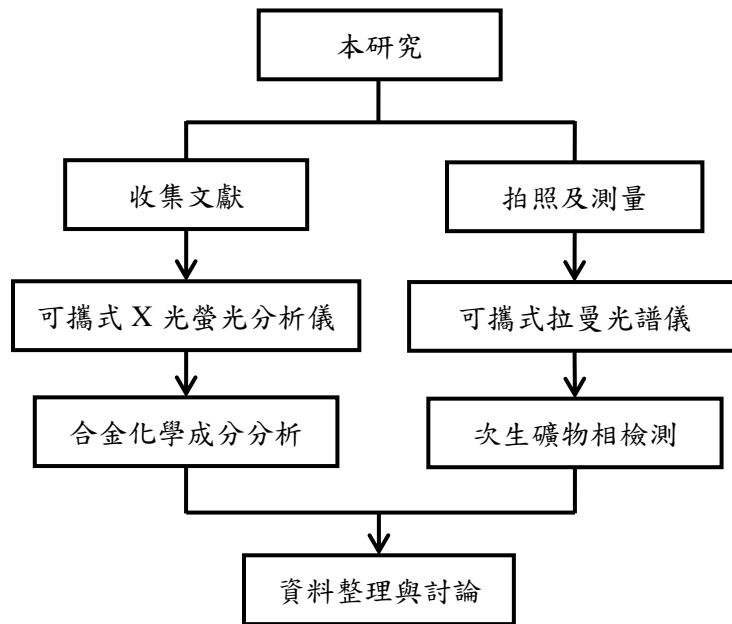 本研究
收集文獻
拍照及測量
可攜式 X 光螢光分析儀
可攜式拉曼光譜儀
合金化學成分分析
次生礦物相檢測
資料整理與討論